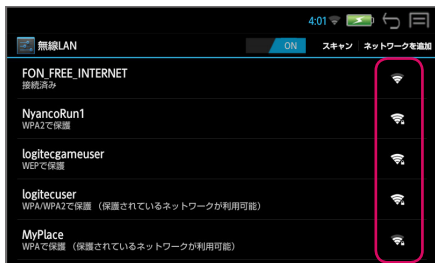 4:01
無線LAN ON スキャン ネットワークを追加
FON_FREE_INTERNET
接続済み
NyancoRun1
WPA2で保護
logitecgameuser
WEPで保護
logitecuser
WPA/WPA2で保護 （保護されているネットワークが利用可能）
MyPlace
WPAで保護 （保護されているネットワークが利用可能）